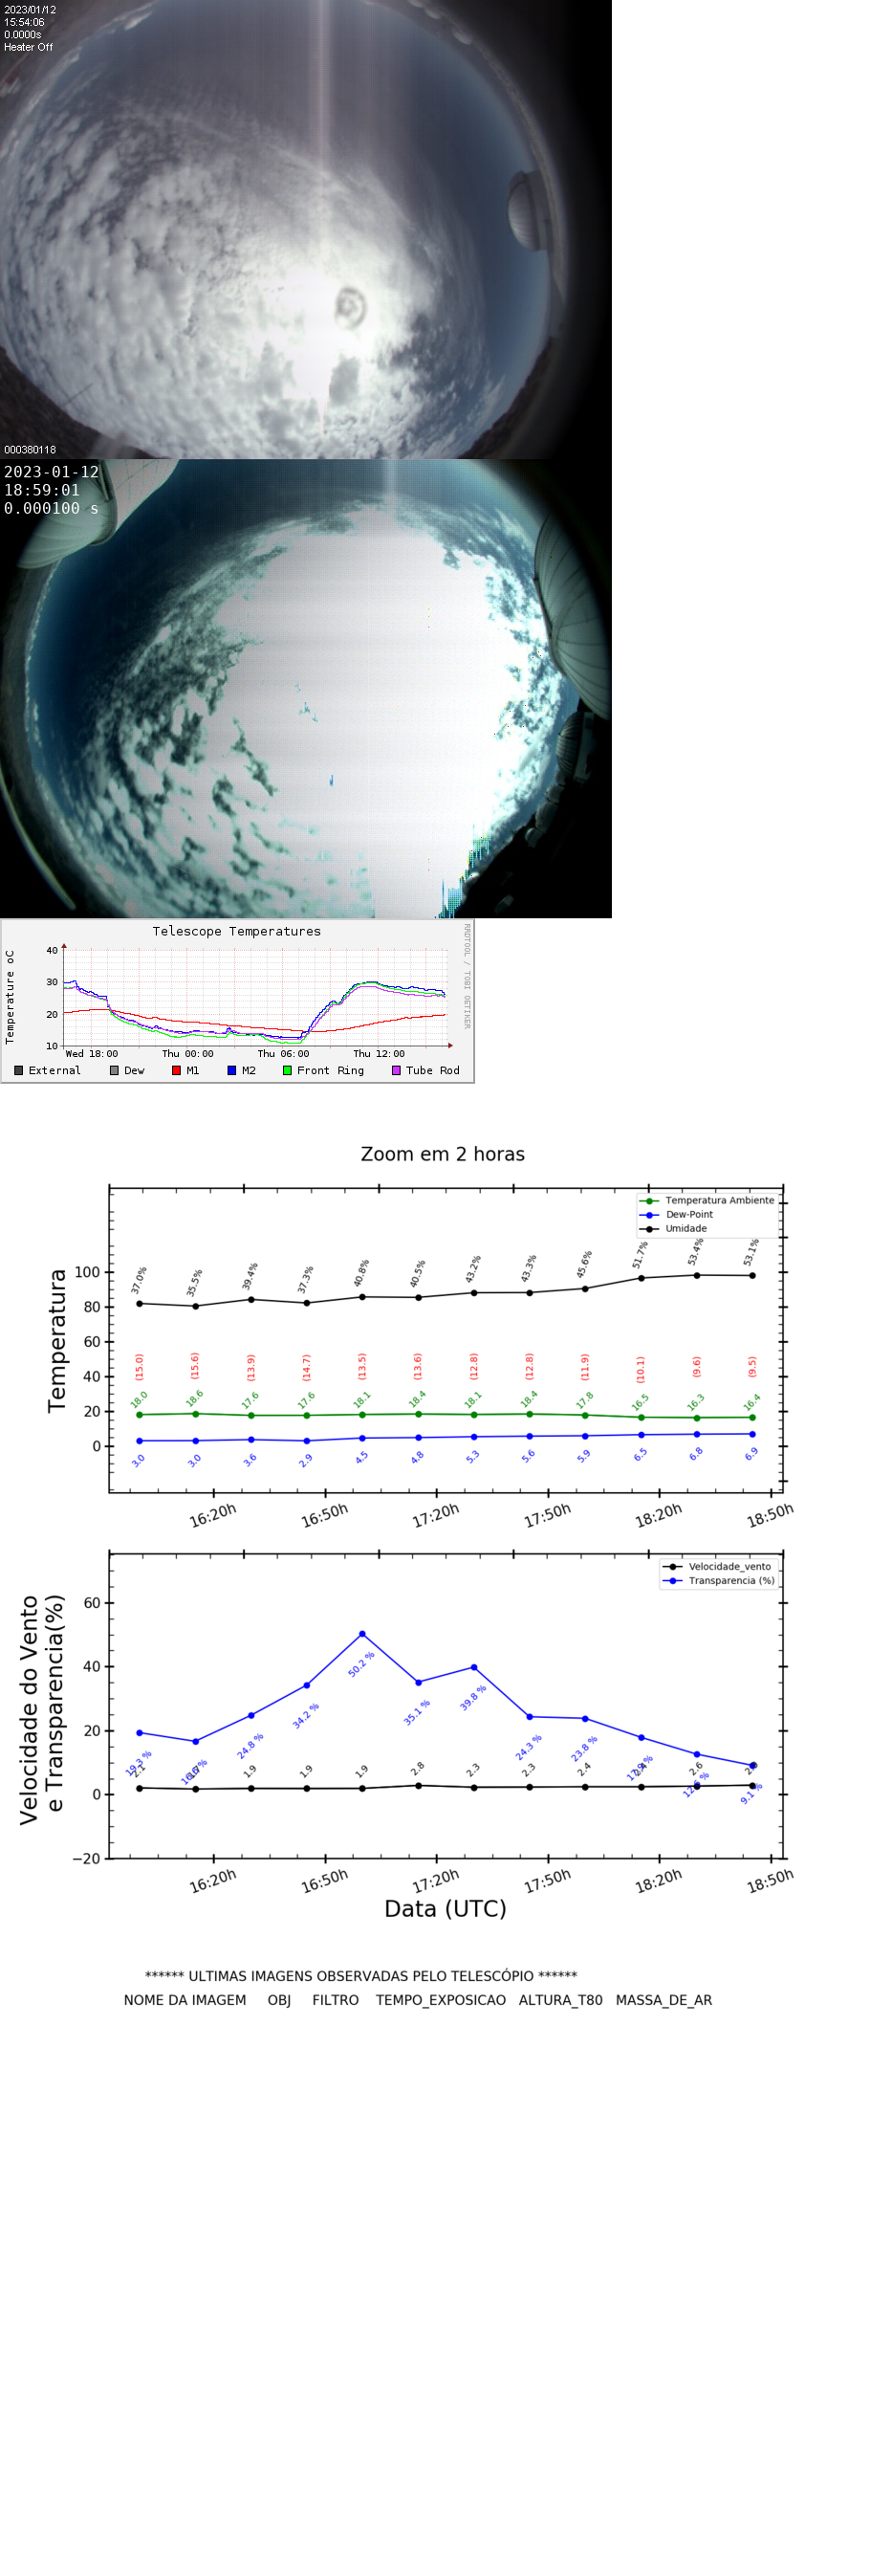 2023/01/12
15:54:06
0.0000s
Heater Off
000380118
2023-01-12
18:59:01
0.000100 s
Telescope Temperatures
RRDTOOL / TOBI OETIKER
Temperature oC
40
30
20
10
Wed 18:00 Thu 00:00 Thu 06:00 Thu 12:00
External Dew M1 M2 Front Ring Tube Rod
Zoom em 2 horas
Temperatura Ambiente
Dew-Point
Umidade
Temperatura
100
80
60
40
20
0
37.0% 35.5% 39.4% 37.3% 40.8% 40.5% 43.2% 43.3% 45.6% 51.7% 53.4% 53.1%
(15.0) (15.6) (13.9) (14.7) (13.5) (13.6) (12.8) (12.8) (11.9) (10.1) (9.6) (9.5)
18.0 18.6 17.6 17.6 18.1 18.4 18.1 18.4 17.8 16.5 16.3 16.4
3.0 3.0 3.6 2.9 4.5 4.8 5.3 5.6 5.9 6.5 6.8 6.9
16:20h 16:50h 17:20h 17:50h 18:20h 18:50h
Velocidade_vento
Transparencia (%)
Velocidade do Vento
e Transparencia(%)
60
40
20
0
−20
19.3 % 24.8 % 34.2 % 50.2 % 35.1 % 39.8 % 24.3 % 23.8 % 9.1 %
1.9 1.9 1.9 2.8 2.3 2.3 2.4 2.6
16:20h 16:50h 17:20h 17:50h 18:20h 18:50h
Data (UTC)
****** ULTIMAS IMAGENS OBSERVADAS PELO TELESCÓPIO ******
NOME DA IMAGEM OBJ FILTRO TEMPO_EXPOSICAO ALTURA_T80 MASSA_DE_AR